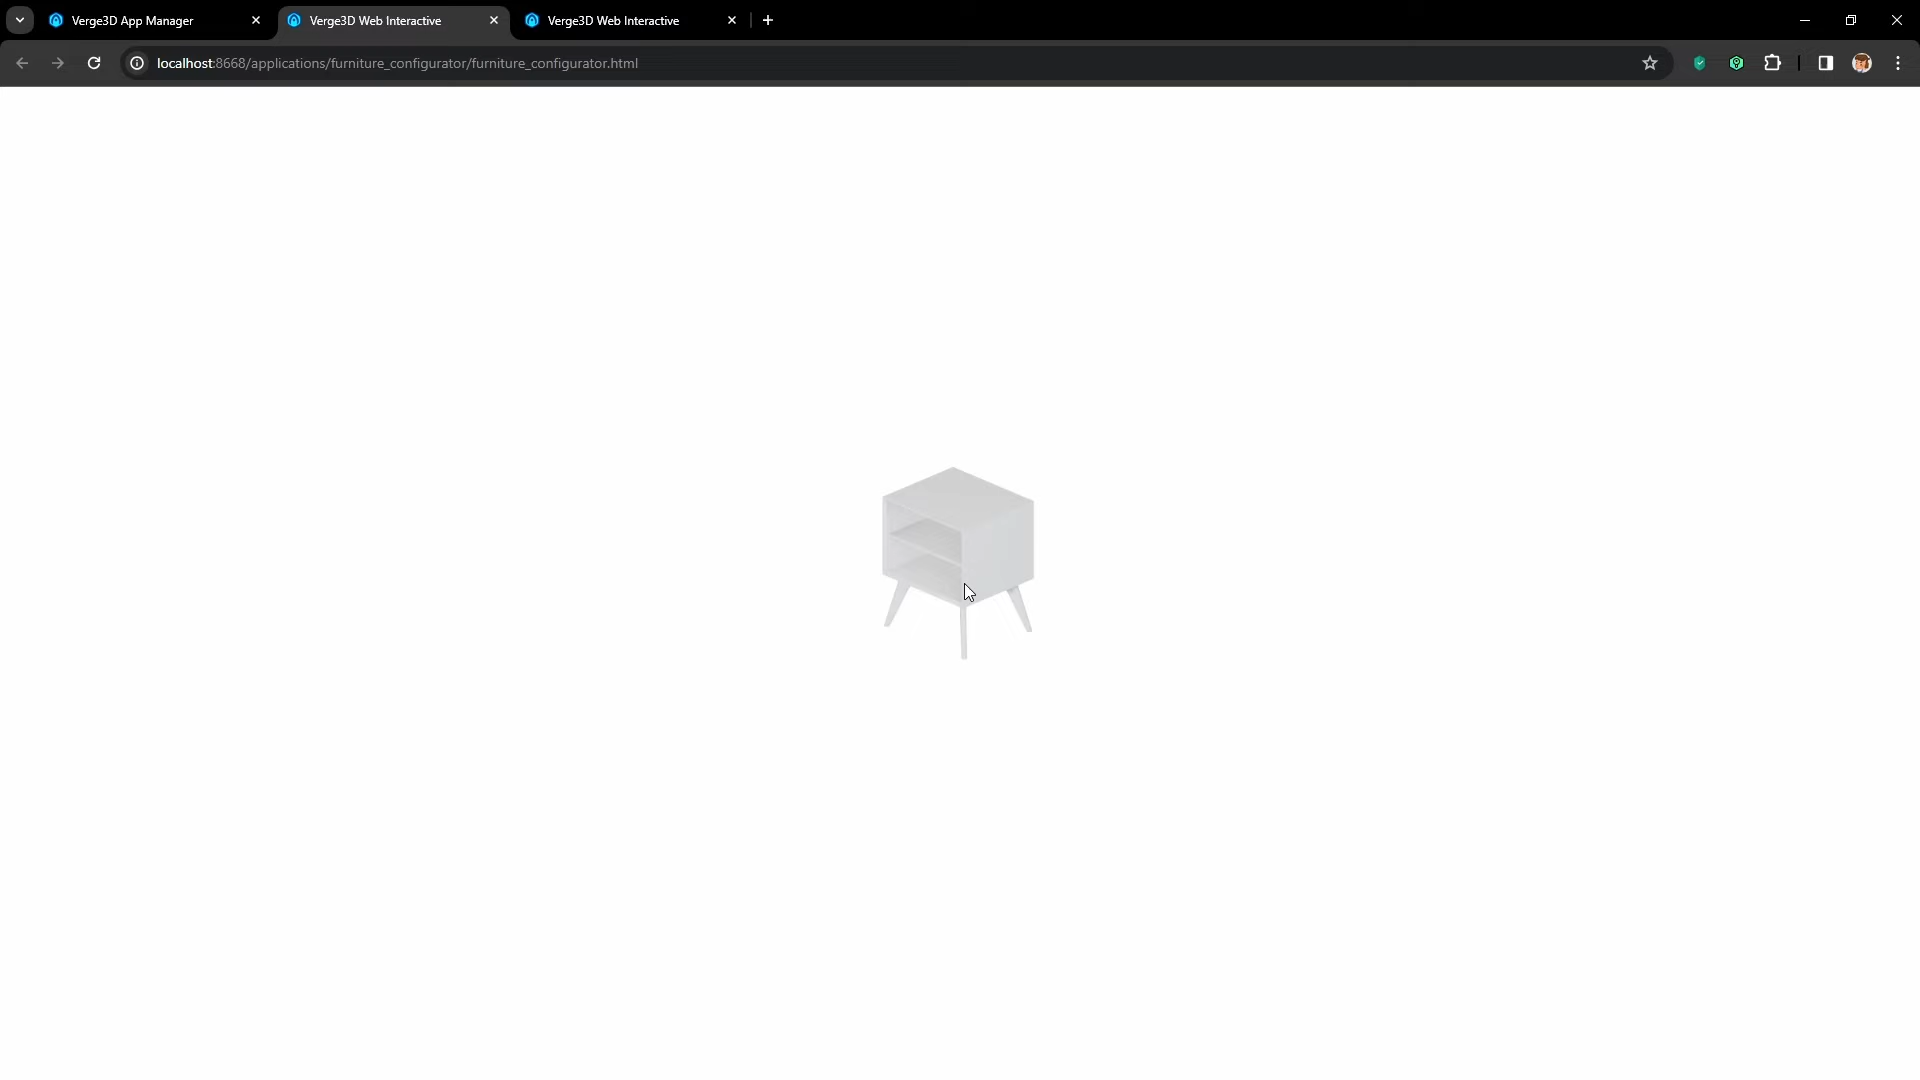 Verge3D App Manager
Verge3D Web Interactive
Verge3D Web Interactive
localhost:8668/applications/furniture_configurator/furniture_configurator.html